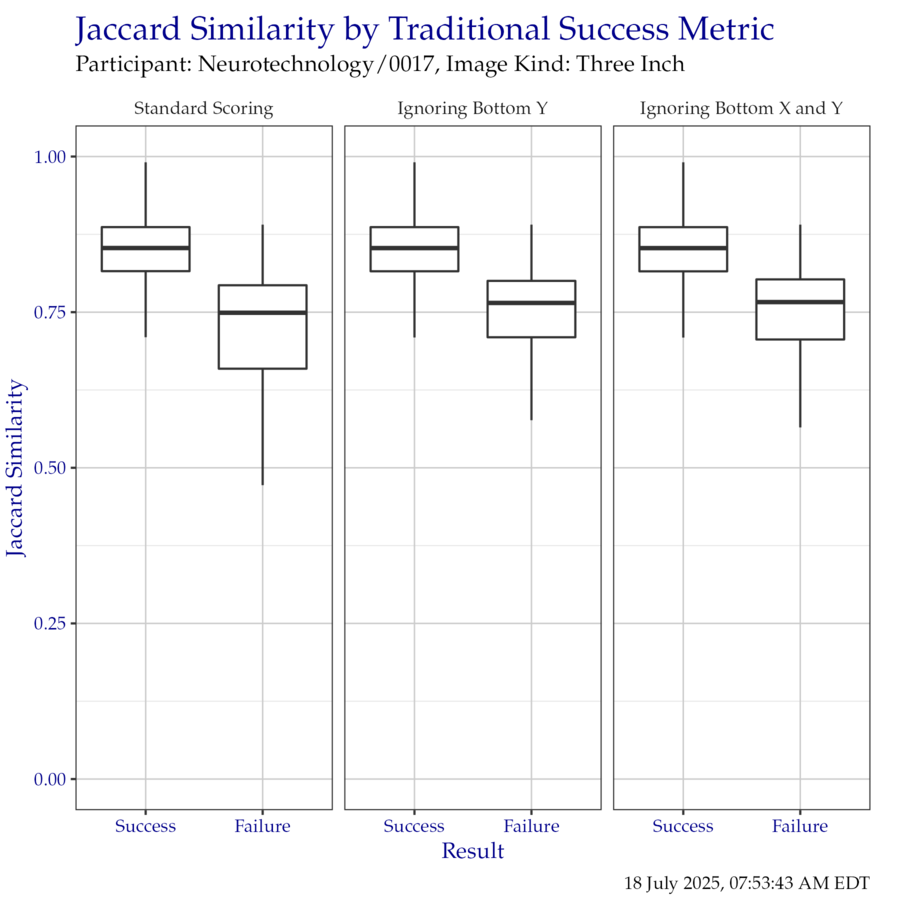 Jaccard Similarity by Traditional Success Metric
Participant: Neurotechnology/0017, Image Kind: Three Inch
Standard Scoring
Ignoring Bottom Y
Ignoring Bottom X and Y
Jaccard Similarity
1.00
0.75
0.50
0.25
0.00
Success
Failure
Success
Failure
Success
Failure
Result
18 July 2025, 07:53:43 AM EDT